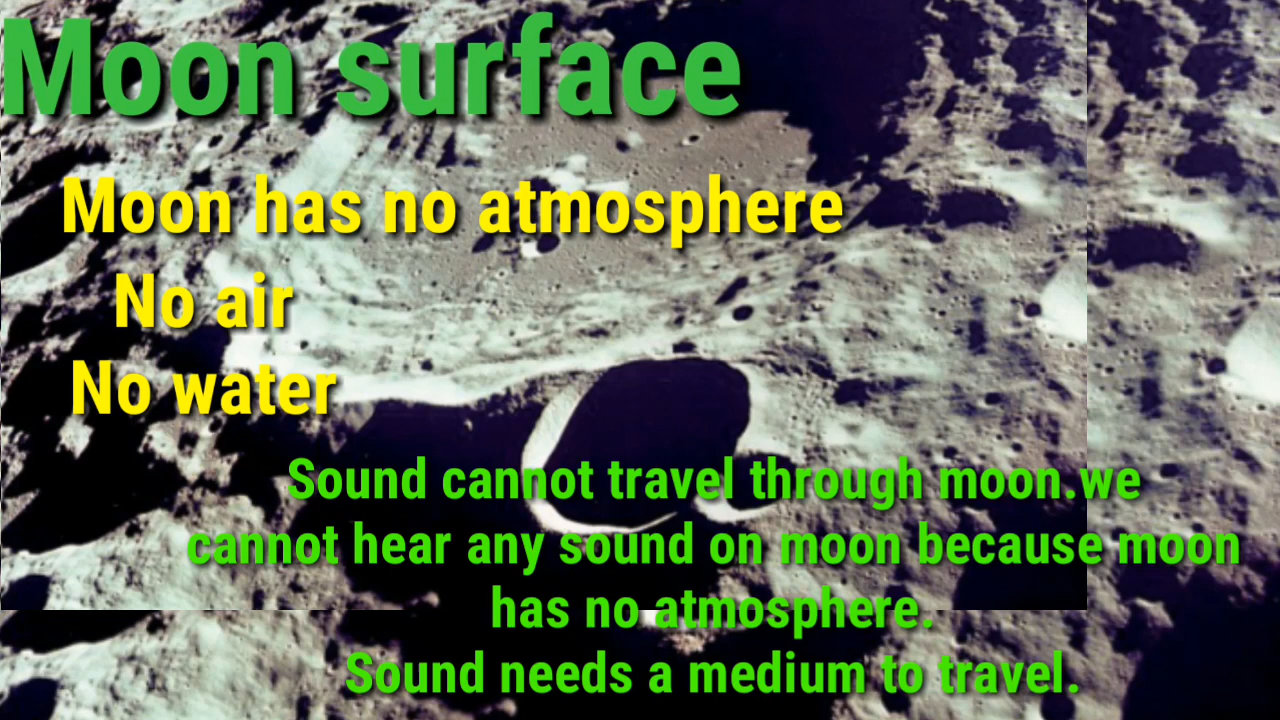 Moon surface
Moon has no atmosphere
No air
No water
Sound cannot travel through moon.we
cannot hear any sound on moon because moon
has no atmosphere.
Sound needs a medium to travel.